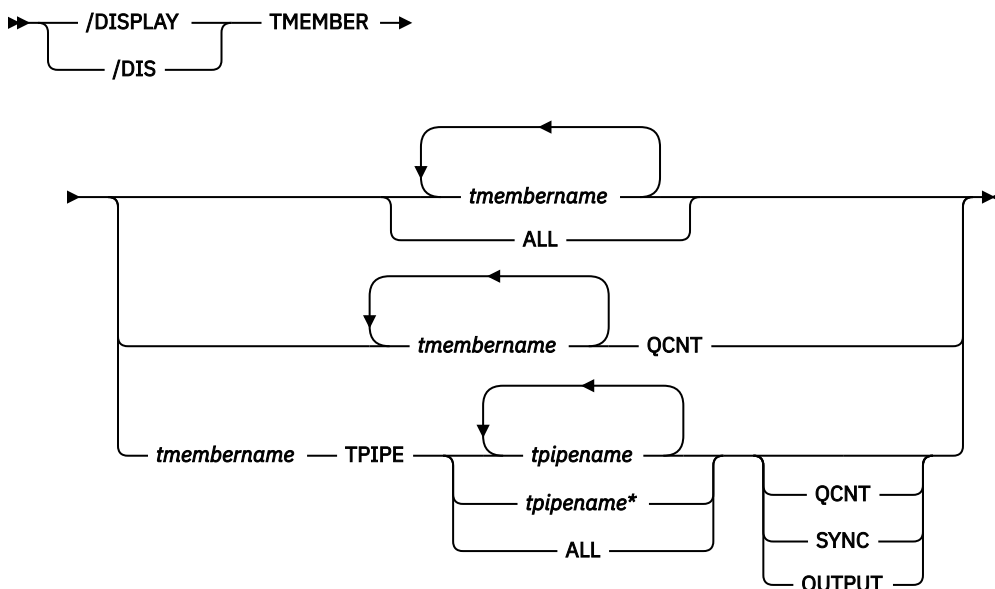 /DISPLAY TMEMBER
/DIS
tmembername
ALL
tmembername QCNT
tmembername TPIPE tpipename
tpipename*
ALL
QCNT
SYNC
OUTPUT